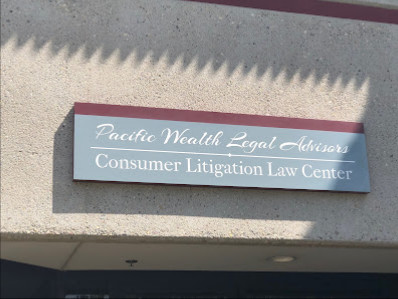 Pacific Wealth Legal Advisors
Consumer Litigation Law Center